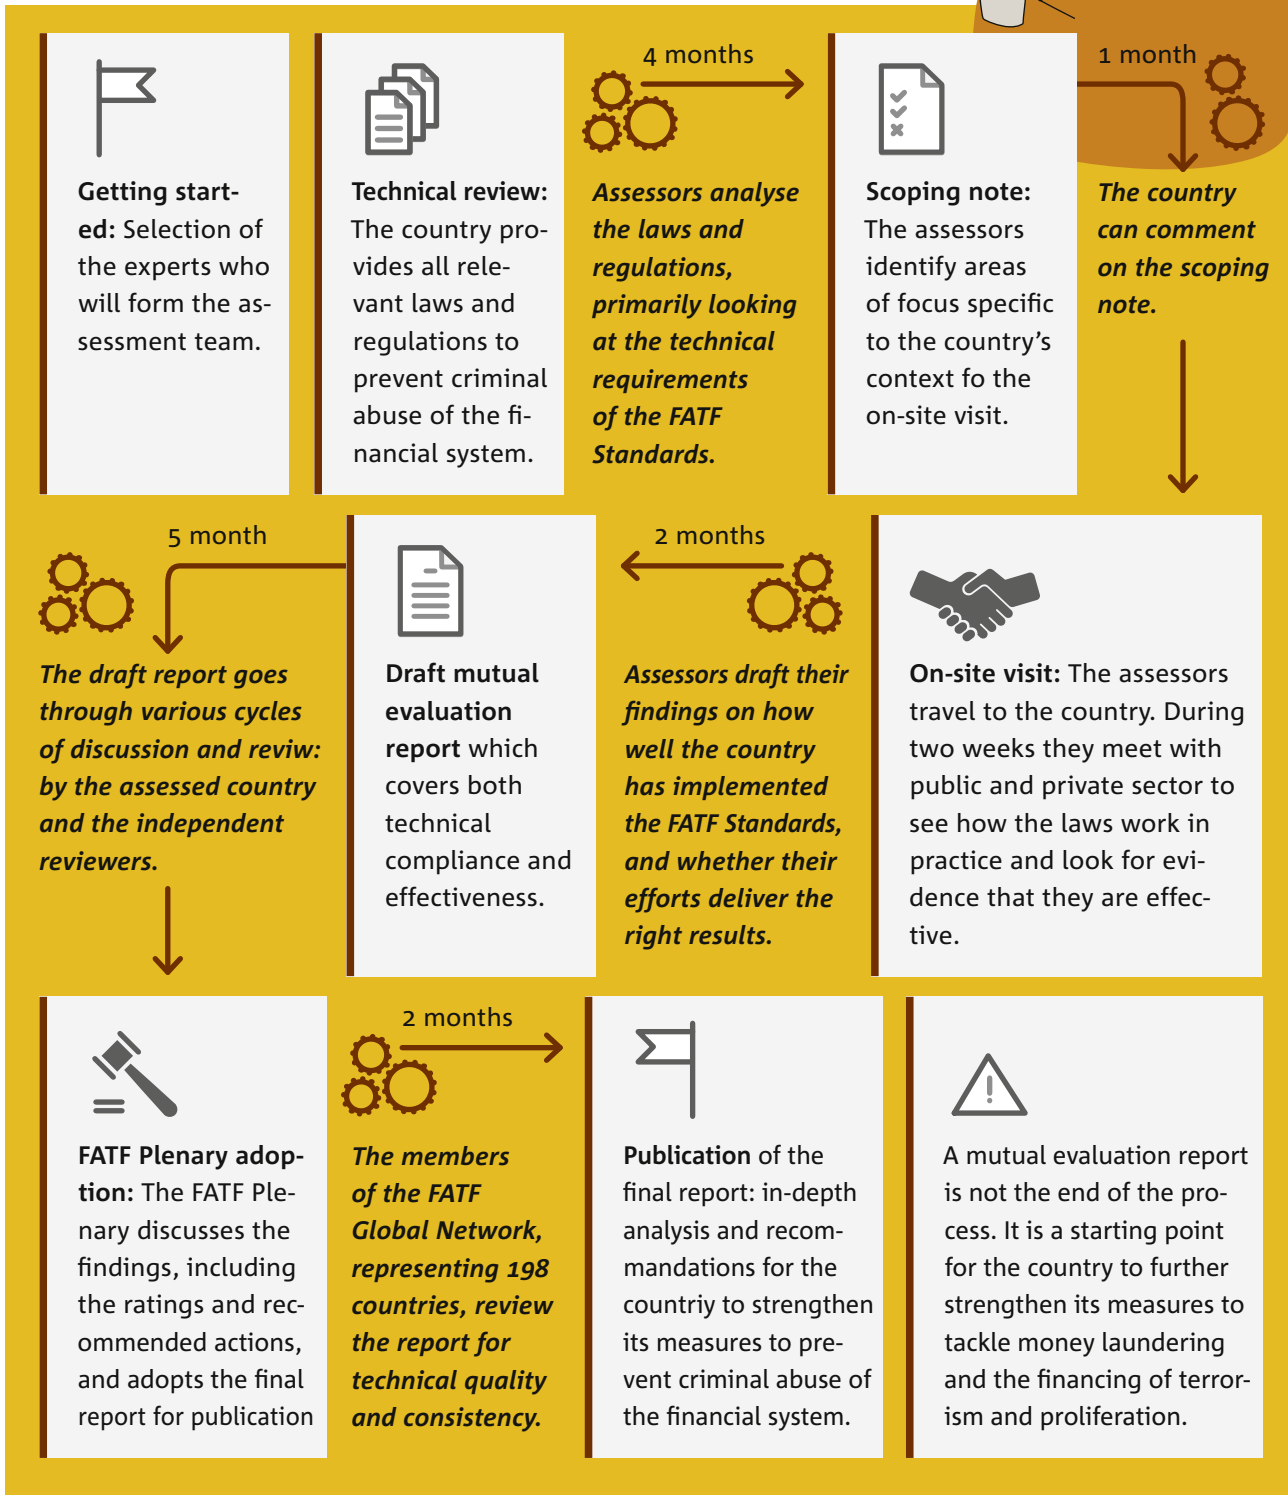 Getting start-
ed: Selection of
the experts who
will form the as-
sessment team.
Technical review:
The country pro-
vides all rele-
vant laws and
regulations to
prevent criminal
abuse of the fi-
nancial system.
4 months
Assessors analyse
the laws and
regulations,
primarily looking
at the technical
requirements
of the FATF
Standards.
Scoping note:
The assessors
identify areas
of focus specific
to the country's
context fo the
on-site visit.
1 month
The country
can comment
on the scoping
note.
On-site visit: The assessors
travel to the country. During
two weeks they meet with
public and private sector to
see how the laws work in
practice and look for evi-
dence that they are effec-
tive.
2 months
Assessors draft their
findings on how
well the country
has implemented
the FATF Standards,
and whether their
efforts deliver the
right results.
Draft mutual
evaluation
report which
covers both
technical
compliance and
effectiveness.
5 month
The draft report goes
through various cycles
of discussion and reviw:
by the assessed country
and the independent
reviewers.
FATF Plenary adop-
tion: The FATF Ple-
nary discusses the
findings, including
the ratings and rec-
ommended actions,
and adopts the final
report for publication
2 months
The members
of the FATF
Global Network,
representing 198
countries, review
the report for
technical quality
and consistency.
Publication of the
final report: in-depth
analysis and recom-
mandations for the
countriy to strengthen
its measures to pre-
vent criminal abuse of
the financial system.
A mutual evaluation report
is not the end of the pro-
cess. It is a starting point
for the country to further
strengthen its measures to
tackle money laundering
and the financing of terror-
ism and proliferation.